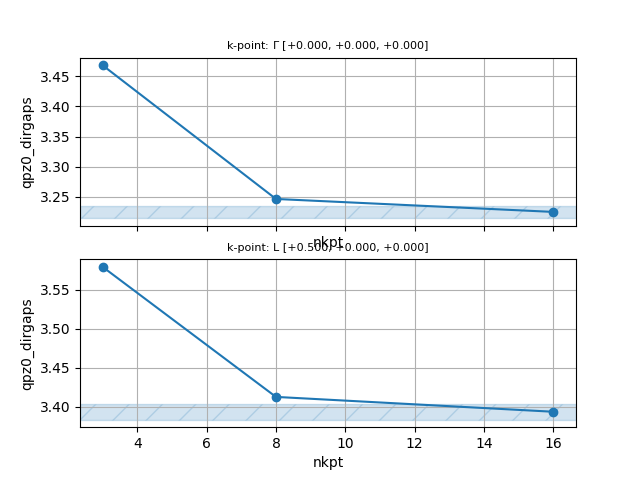 k-point: Γ [+0.000, +0.000, +0.000]
3.45
3.40
3.35
3.30
3.25
qpz0_dirgaps
nkpt
k-point: L [+0.500, +0.000, +0.000]
3.55
3.50
3.45
3.40
qpz0_dirgaps
4 6 8 10 12 14 16
nkpt